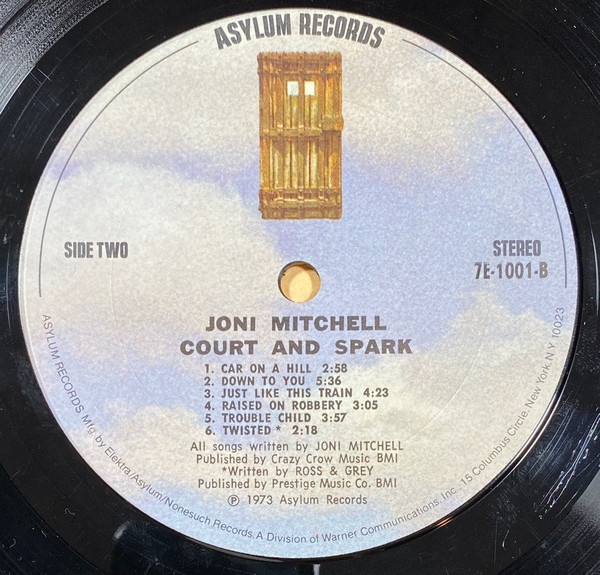 ASYLUM RECORDS
SIDE TWO
STEREO
7E-1001-B
JONI MITCHELL
COURT AND SPARK
1. CAR ON A HILL 2:58
2. DOWN TO YOU 5:36
3. JUST LIKE THIS TRAIN 4:23
4. RAISED ON ROBBERY 3:05
5. TROUBLE CHILD 3:57
6. TWISTED * 2:18
All songs written by JONI MITCHELL
Published by Crazy Crow Music BMI
*Written by ROSS & GREY
Published by Prestige Music Co. BMI
℗ 1973 Asylum Records
ASYLUM RECORDS Mfg. by Elektra/Asylum/Nonesuch Records, A Division of Warner Communications, Inc. · 15 Columbus Circle, New York, N.Y. 10023